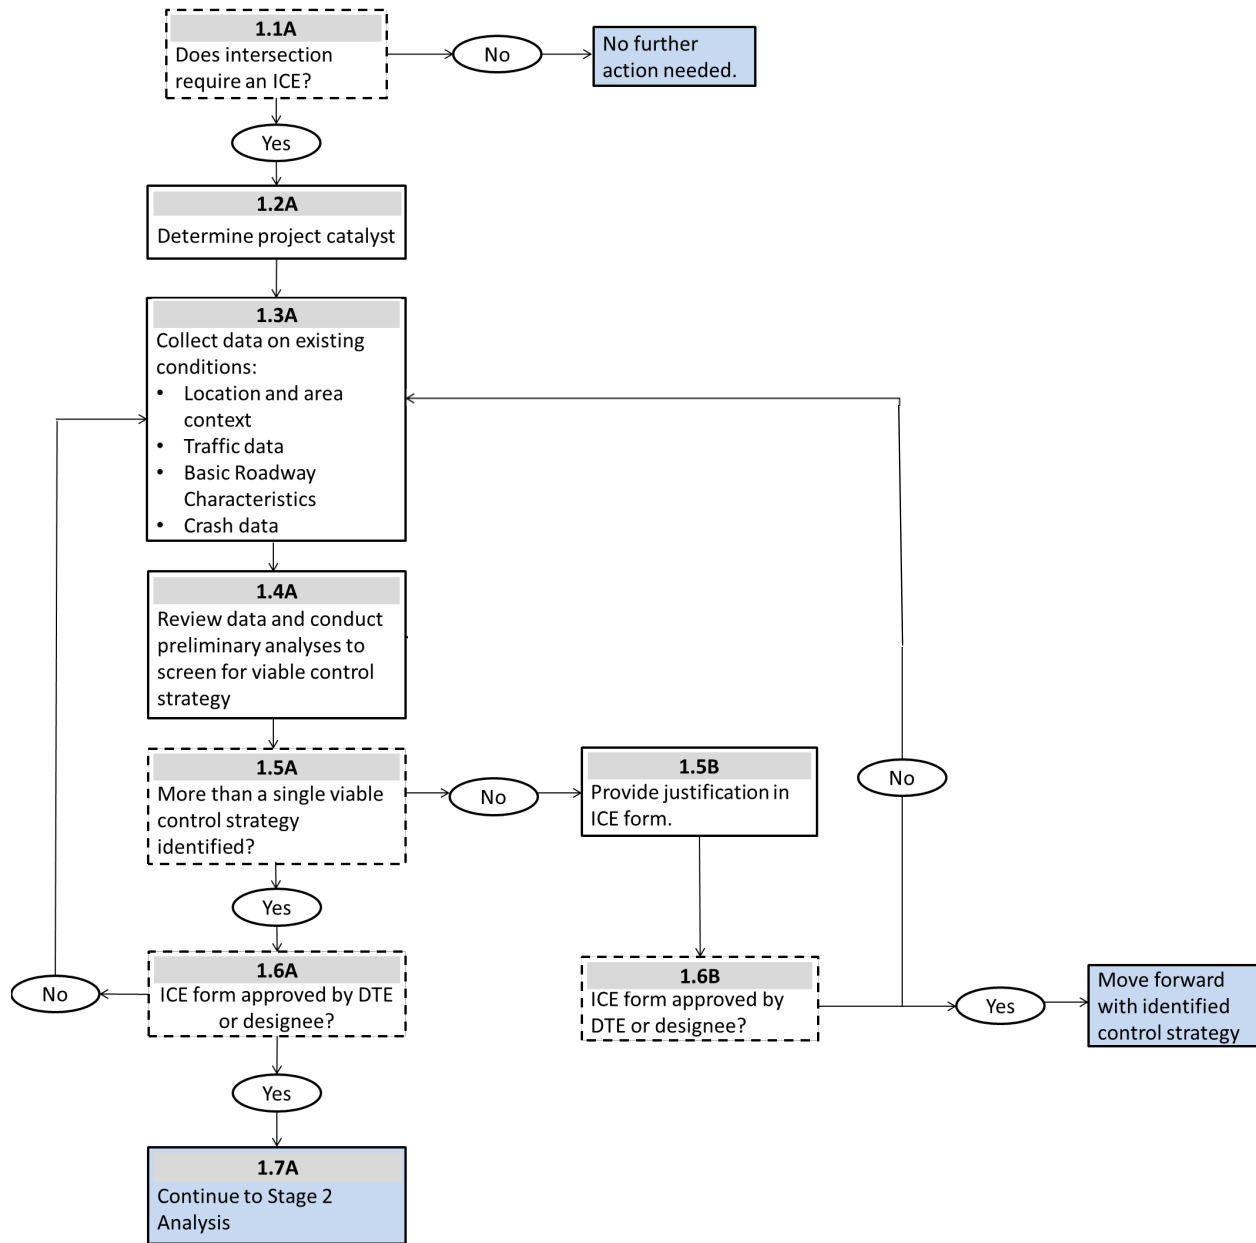 1.1A
Does intersection
require an ICE?
No
No further
action needed.
Yes
1.2A
Determine project catalyst
1.3A
Collect data on existing
conditions:
• Location and area
context
• Traffic data
• Basic Roadway
Characteristics
• Crash data
1.4A
Review data and conduct
preliminary analyses to
screen for viable control
strategy
1.5A
More than a single viable
control strategy
identified?
No
1.5B
Provide justification in
ICE form.
No
Yes
1.6A
ICE form approved by DTE
or designee?
No
1.6B
ICE form approved by
DTE or designee?
Yes
Move forward
with identified
control strategy
Yes
1.7A
Continue to Stage 2
Analysis